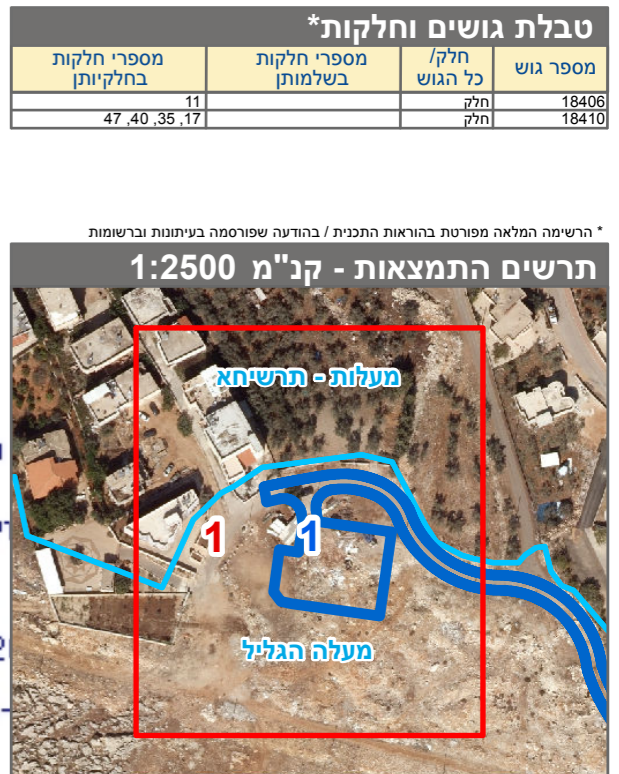 טבלת גושים וחלקות*
מספר גוש חלק/ כל הגוש מספרי חלקות בשלמותן מספרי חלקות בחלקיותן
18406 חלק 11
18410 חלק 17, 35, 40, 47
* הרשימה המלאה מפורטת בהוראות התכנית / בהודעה שפורסמה בעיתונות וברשומות
תרשים התמצאות - קנ"מ 1:2500
מעלות - תרשיחא
1
1
מעלה הגליל